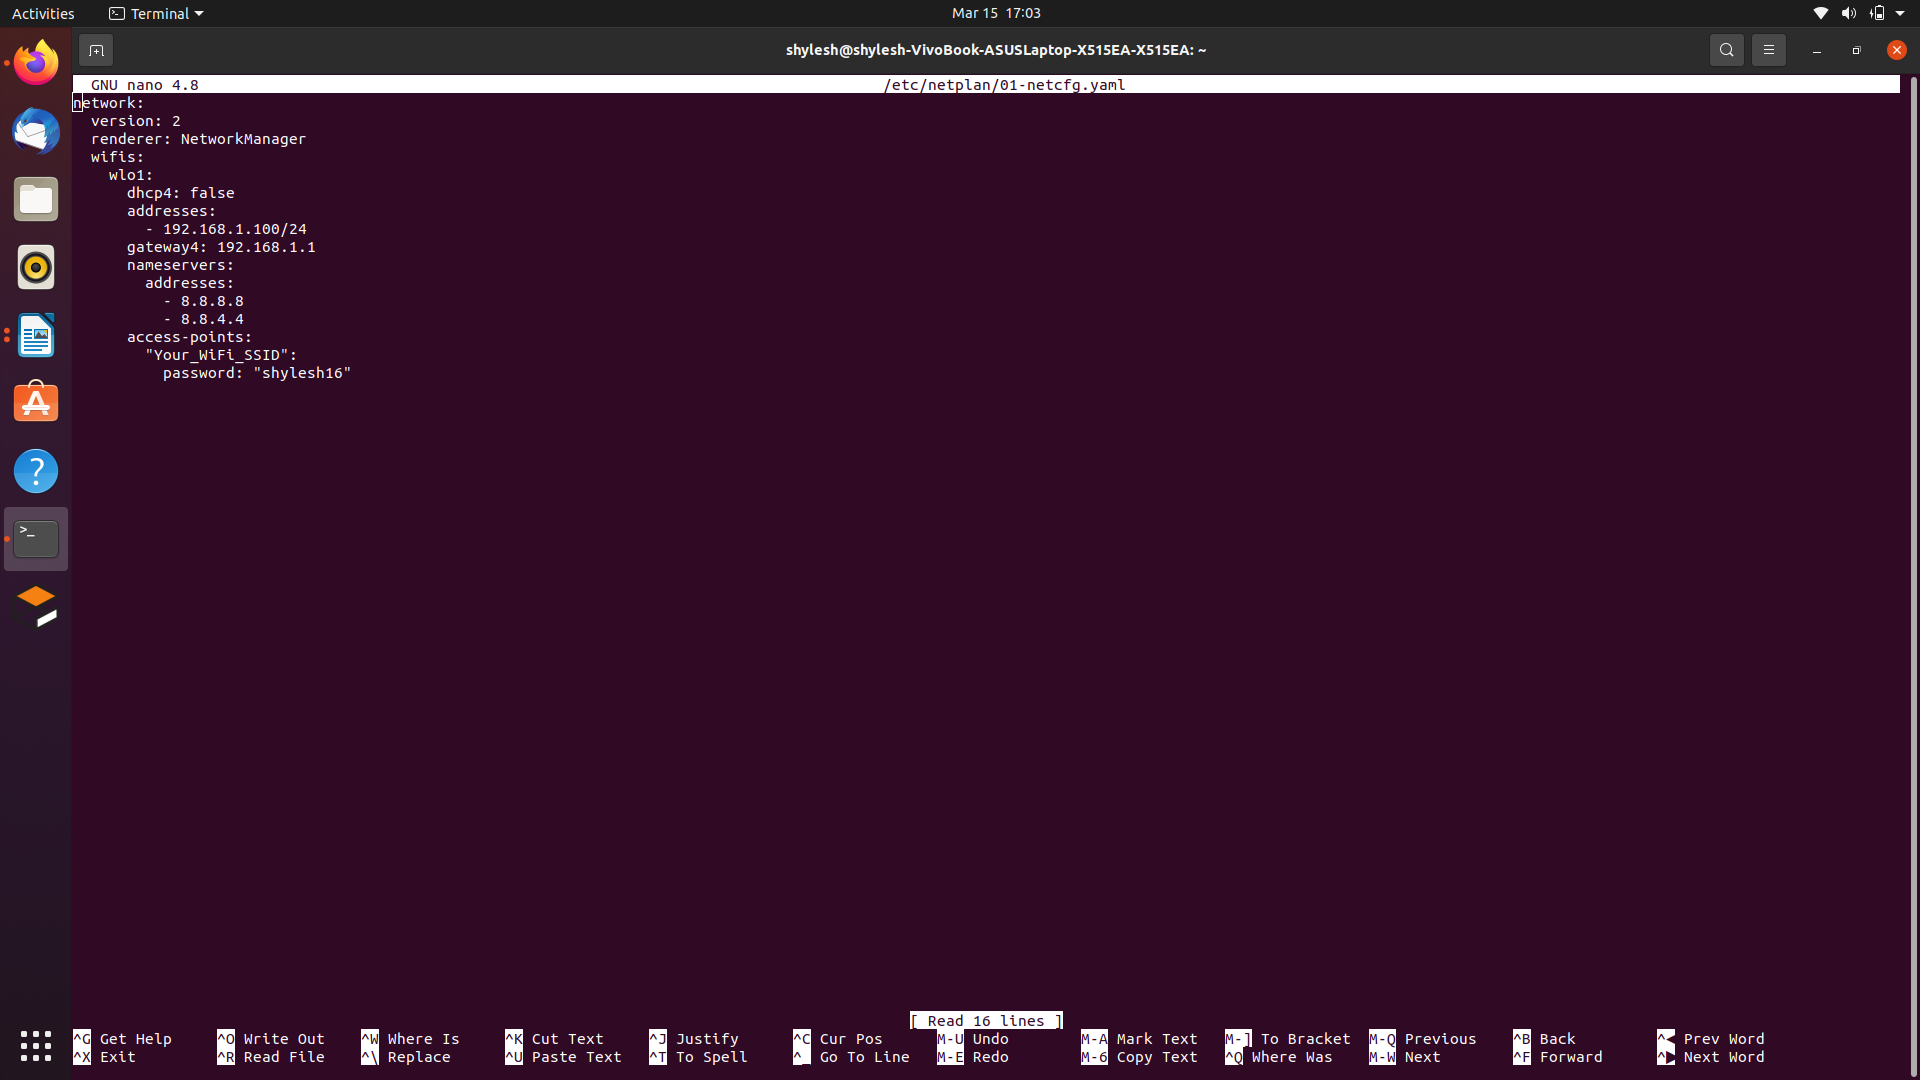 Activities Terminal Mar 15 17:03
shylesh@shylesh-VivoBook-ASUSLaptop-X515EA-X515EA: ~
GNU nano 4.8 /etc/netplan/01-netcfg.yaml
network:
  version: 2
  renderer: NetworkManager
  wifis:
    wlo1:
      dhcp4: false
      addresses:
        - 192.168.1.100/24
      gateway4: 192.168.1.1
      nameservers:
        addresses:
          - 8.8.8.8
          - 8.8.4.4
      access-points:
        "Your_WiFi_SSID":
          password: "shylesh16"
[ Read 16 lines ]
^G Get Help ^O Write Out ^W Where Is ^K Cut Text ^J Justify ^C Cur Pos M-U Undo M-A Mark Text M-] To Bracket M-Q Previous ^B Back ^◀ Prev Word
^X Exit ^R Read File ^\ Replace ^U Paste Text ^T To Spell ^_ Go To Line M-E Redo M-6 Copy Text ^Q Where Was M-W Next ^F Forward ^▶ Next Word